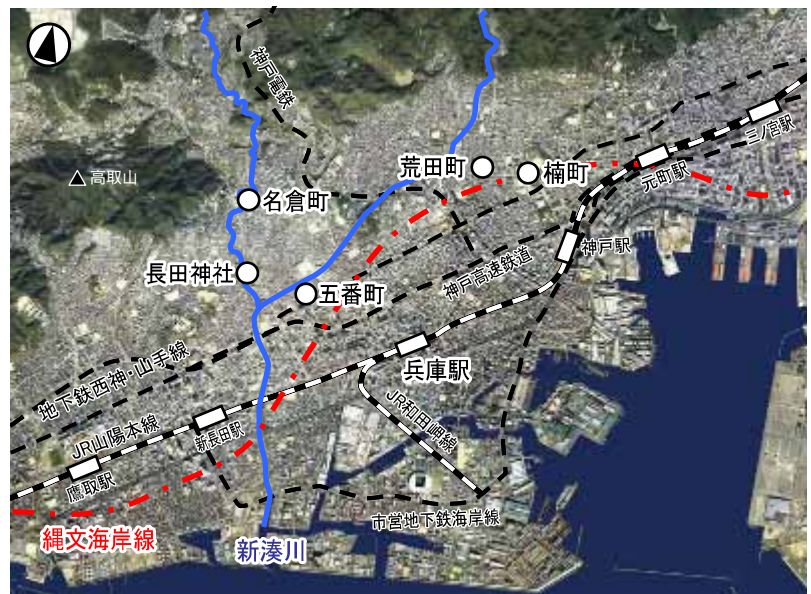 神戸電鉄
三ノ宮駅
荒田町
楠町
元町駅
高取山
名倉町
神戸駅
長田神社
神戸高速鉄道
五番町
兵庫駅
地下鉄西神・山手線
JR和田岬線
JR山陽本線
新長田駅
鷹取駅
市営地下鉄海岸線
縄文海岸線
新湊川